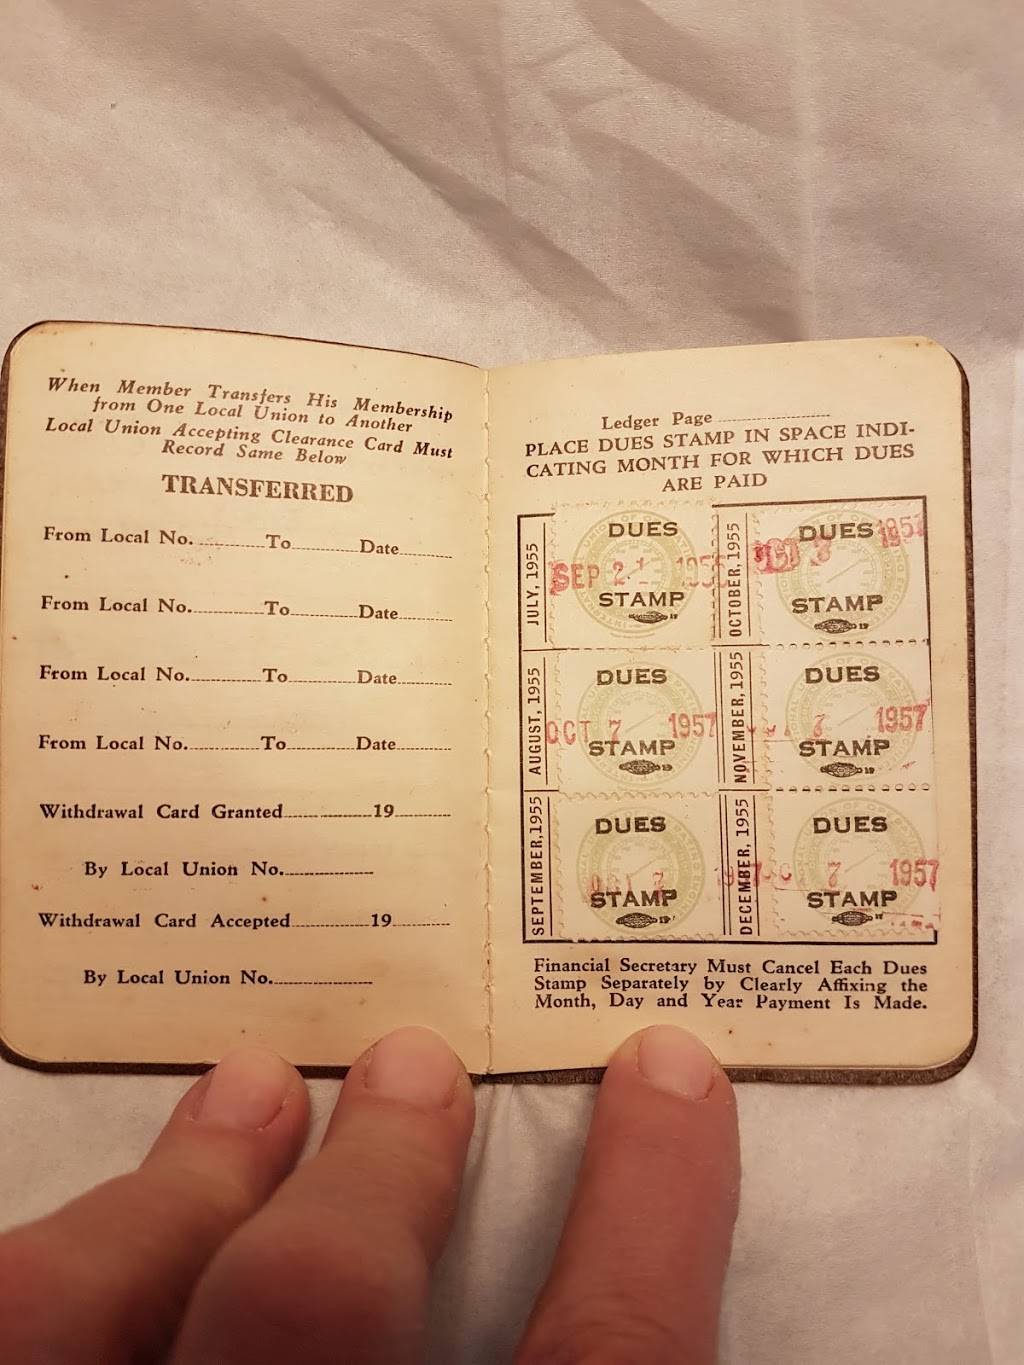 When Member Transfers His Membership
from One Local Union to Another
Local Union Accepting Clearance Card Must
Record Same Below
TRANSFERRED
From Local No. To Date
From Local No. To Date
From Local No. To Date
From Local No. To Date
Withdrawal Card Granted 19
By Local Union No.
Withdrawal Card Accepted 19
By Local Union No.
Ledger Page
PLACE DUES STAMP IN SPACE INDI-
CATING MONTH FOR WHICH DUES
ARE PAID
JULY, 1955
DUES
SEP 21
STAMP
OCTOBER, 1955
DUES
1957
STAMP
AUGUST, 1955
DUES
OCT 7 1957
STAMP
NOVEMBER, 1955
DUES
7 1957
STAMP
SEPTEMBER, 1955
DUES
7
STAMP
DECEMBER, 1955
DUES
7 1957
STAMP
Financial Secretary Must Cancel Each Dues
Stamp Separately by Clearly Affixing the
Month, Day and Year Payment Is Made.